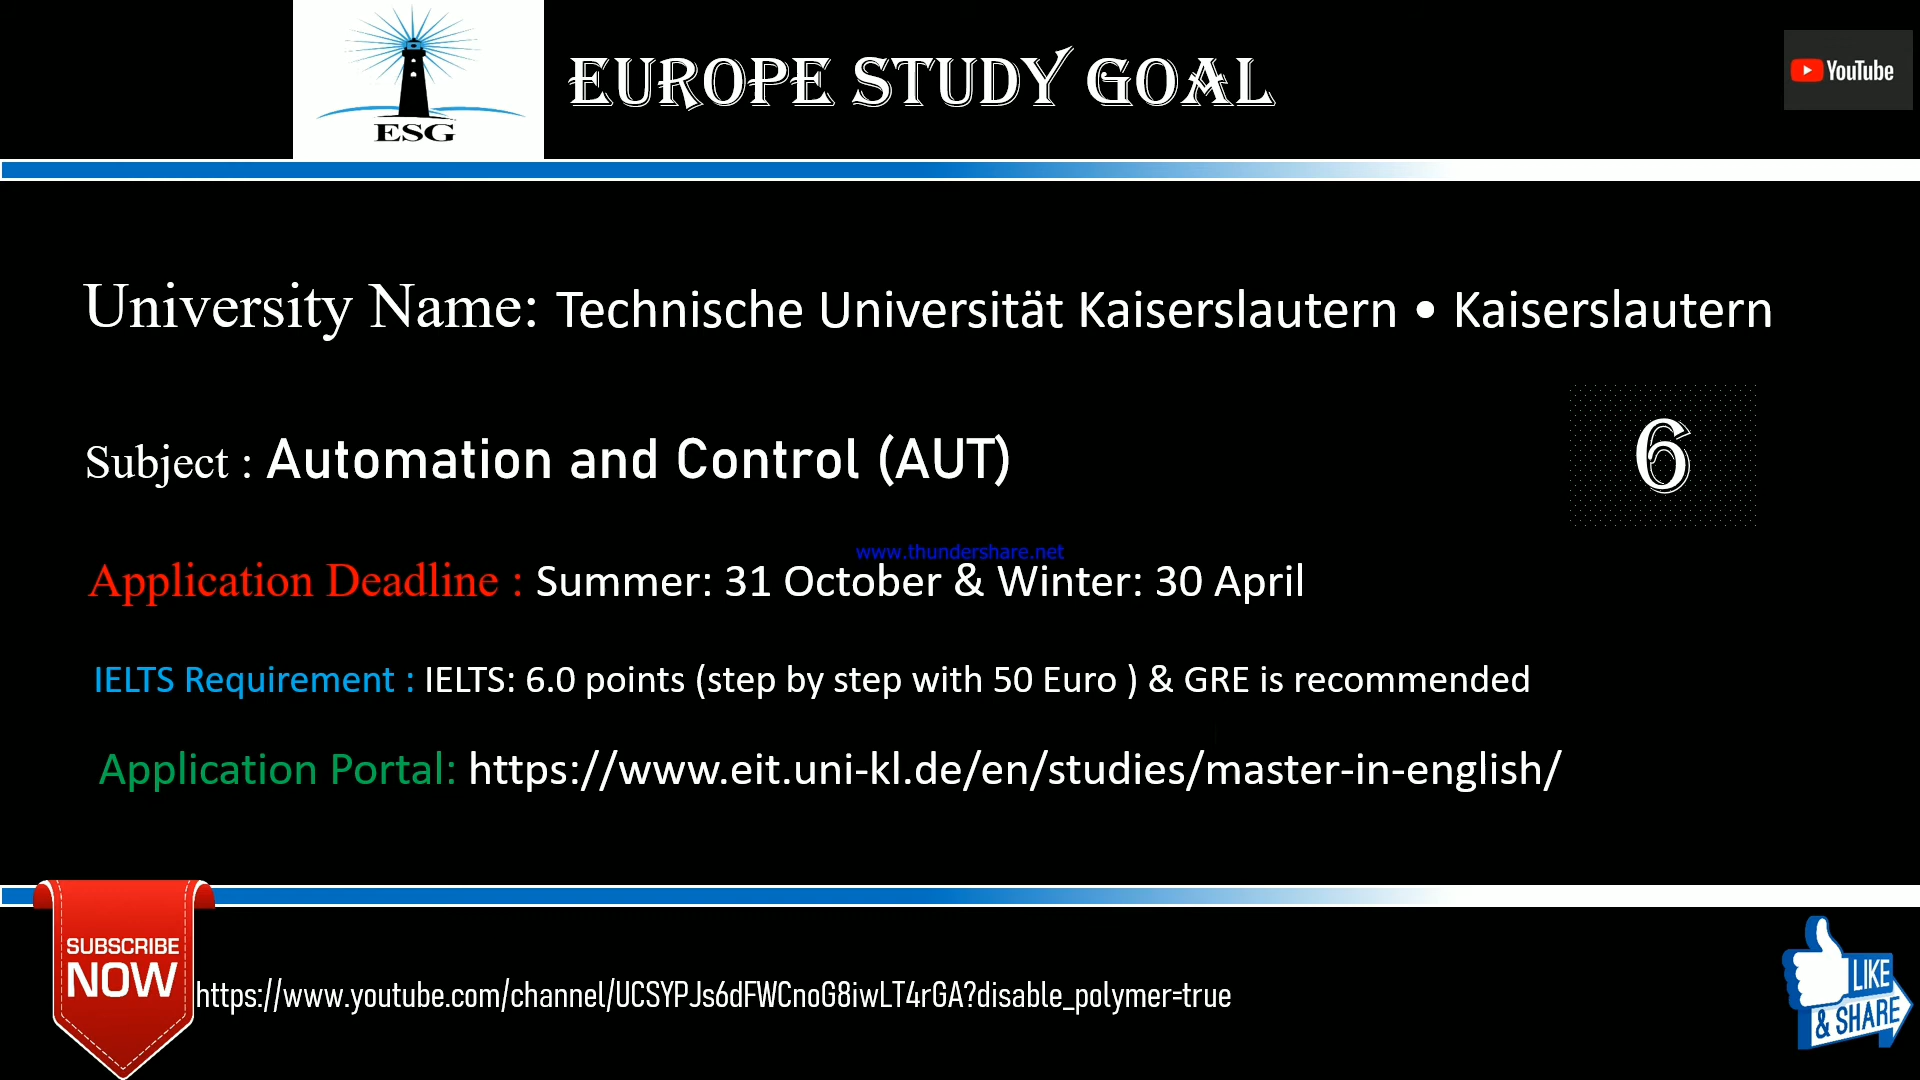 ESG
EUROPE STUDY GOAL
YouTube
University Name: Technische Universität Kaiserslautern • Kaiserslautern
Subject : Automation and Control (AUT)
6
www.thundershare.net
Application Deadline : Summer: 31 October & Winter: 30 April
IELTS Requirement : IELTS: 6.0 points (step by step with 50 Euro ) & GRE is recommended
Application Portal: https://www.eit.uni-kl.de/en/studies/master-in-english/
SUBSCRIBE
NOW
https://www.youtube.com/channel/UCSYPJs6dFWCnoG8iwLT4rGA?disable_polymer=true
LIKE
& SHARE